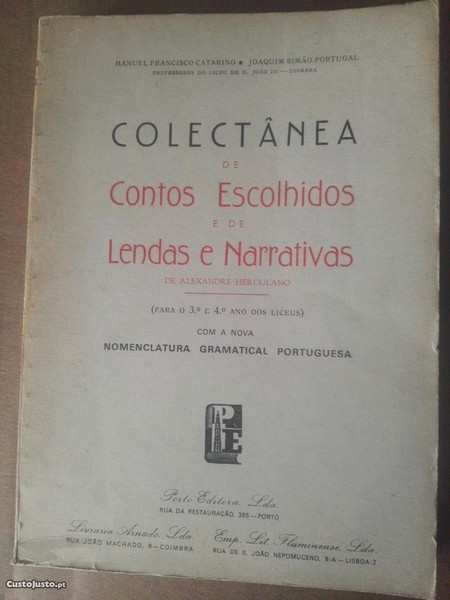 MANUEL FRANCISCO CATARINO • JOAQUIM SIMÃO PORTUGAL
PROFESSORES DO LICEU DE D. JOÃO III — COIMBRA
COLECTÂNEA
DE
Contos Escolhidos
E DE
Lendas e Narrativas
DE ALEXANDRE HERCULANO
(PARA O 3.º E 4.º ANO DOS LICEUS)
COM A NOVA
NOMENCLATURA GRAMATICAL PORTUGUESA
PE
Porto Editora, Lda.
RUA DA RESTAURAÇÃO, 365 — PORTO
Livraria Arnado, Lda. Emp. Lit. Fluminense, Lda.
RUA JOÃO MACHADO, 9 — COIMBRA RUA DE S. JOÃO NEPOMUCENO, 8-A — LISBOA-2
CustoJusto.pt